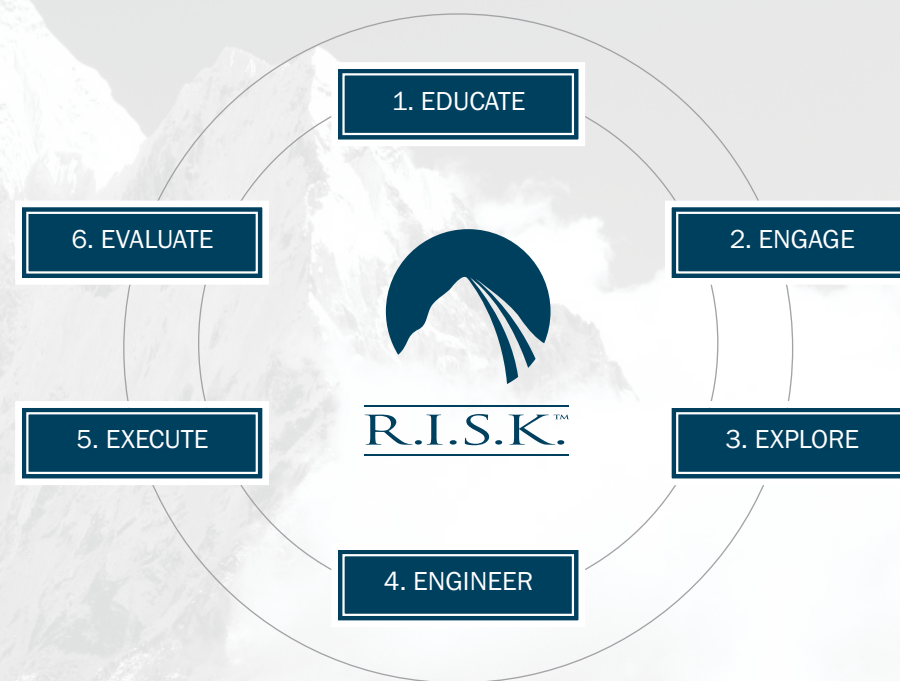 1. EDUCATE
2. ENGAGE
3. EXPLORE
4. ENGINEER
5. EXECUTE
6. EVALUATE
R.I.S.K.™